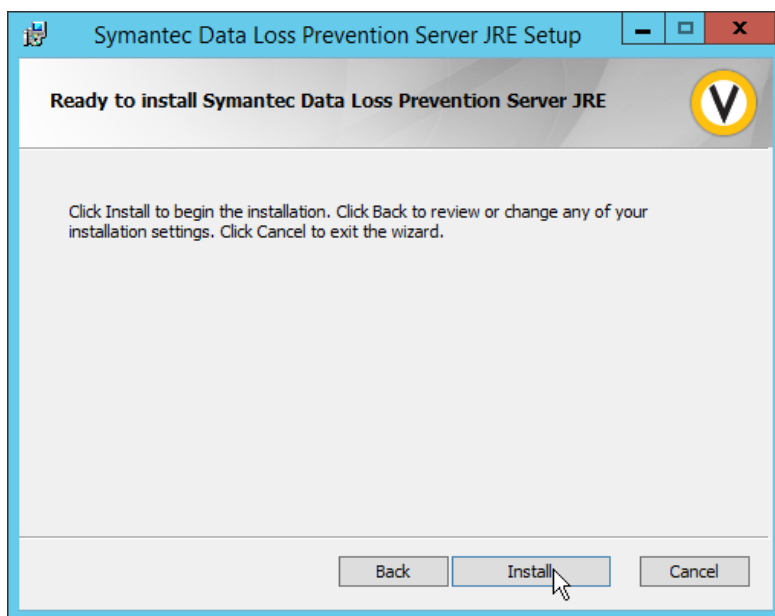 Symantec Data Loss Prevention Server JRE Setup
Ready to install Symantec Data Loss Prevention Server JRE
Click Install to begin the installation. Click Back to review or change any of your
installation settings. Click Cancel to exit the wizard.
Back Install Cancel